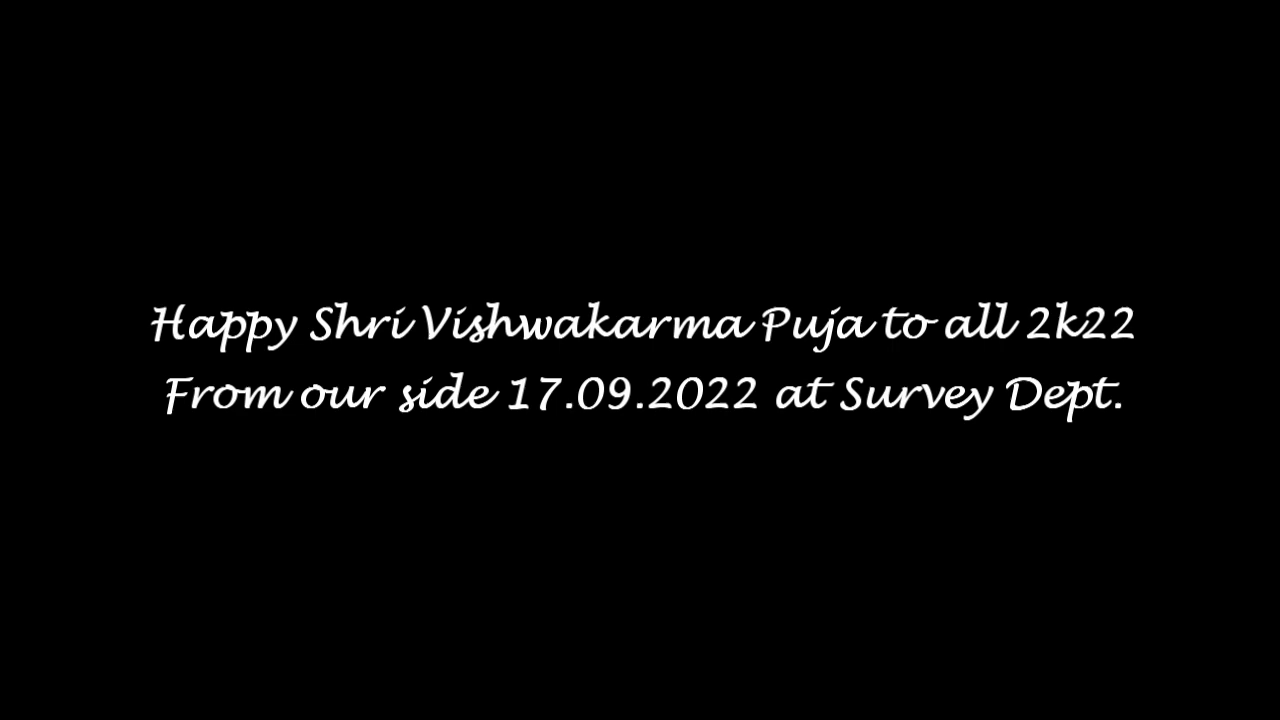 Happy Shri Vishwakarma Puja to all 2k22
From our side 17.09.2022 at Survey Dept.